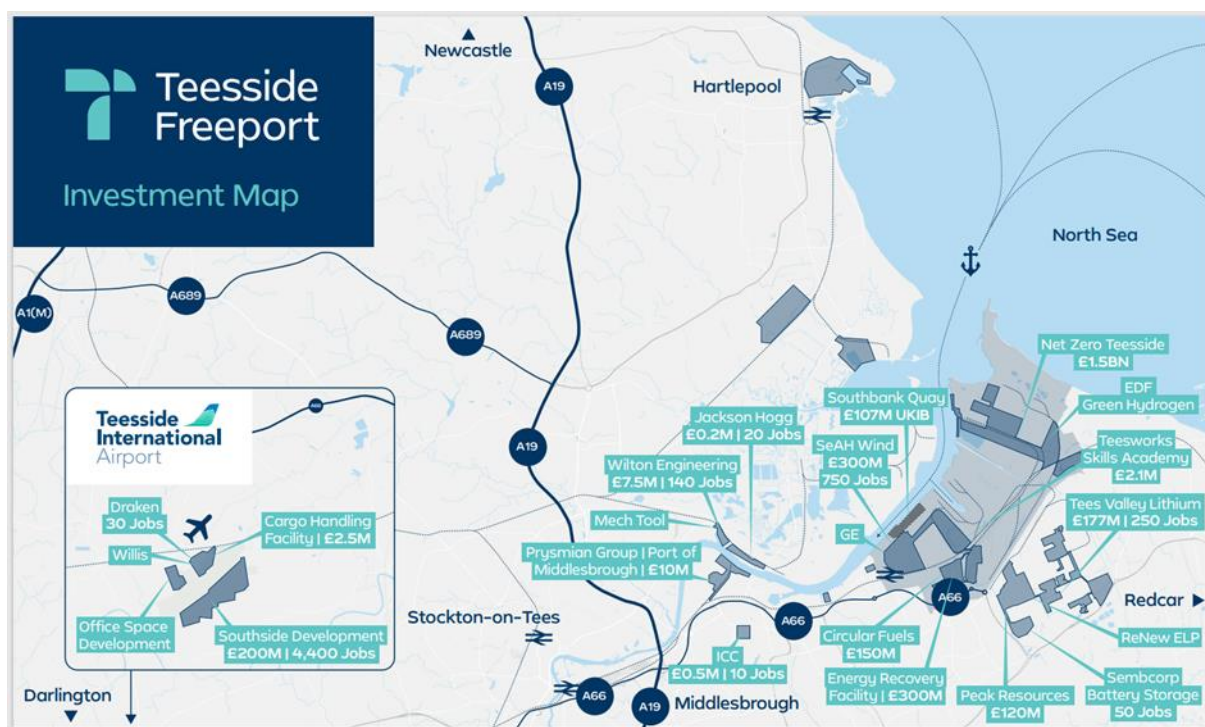 Teesside
Freeport
Investment Map
Newcastle
A19
Hartlepool
North Sea
A1(M)
A689
A689
A19
Teesside
International
Airport
Draken
30 Jobs
Willis
Cargo Handling
Facility | £2.5M
Office Space
Development
Southside Development
£200M | 4,400 Jobs
Darlington
Stockton-on-Tees
A66
A19
Middlesbrough
Jackson Hogg
£0.2M | 20 Jobs
Wilton Engineering
£7.5M | 140 Jobs
Mech Tool
Prysmian Group | Port of
Middlesbrough | £10M
ICC
£0.5M | 10 Jobs
A66
Southbank Quay
£107M UKIB
SeAH Wind
£300M
750 Jobs
GE
Net Zero Teesside
£1.5BN
EDF
Green Hydrogen
Teesworks
Skills Academy
£2.1M
Tees Valley Lithium
£177M | 250 Jobs
A66
Redcar
Circular Fuels
£150M
Energy Recovery
Facility | £300M
Peak Resources
£120M
ReNew ELP
Sembcorp
Battery Storage
50 Jobs